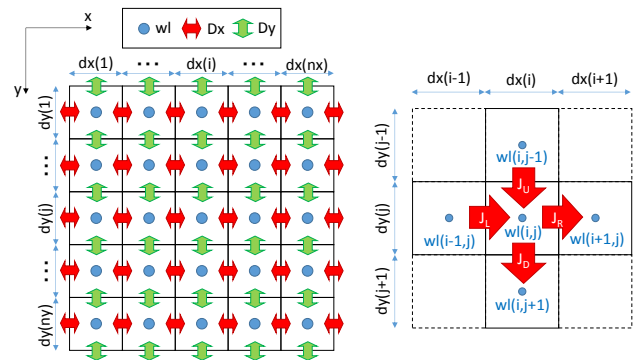 x
y
wl Dx Dy
dx(1) ... dx(i) ... dx(nx)
dy(1)
...
dy(j)
...
dy(ny)
dx(i-1) dx(i) dx(i+1)
dy(j-1)
dy(j)
dy(j+1)
wl(i,j-1)
J_U
J_L J_R
wl(i-1,j) wl(i,j) wl(i+1,j)
J_D
wl(i,j+1)